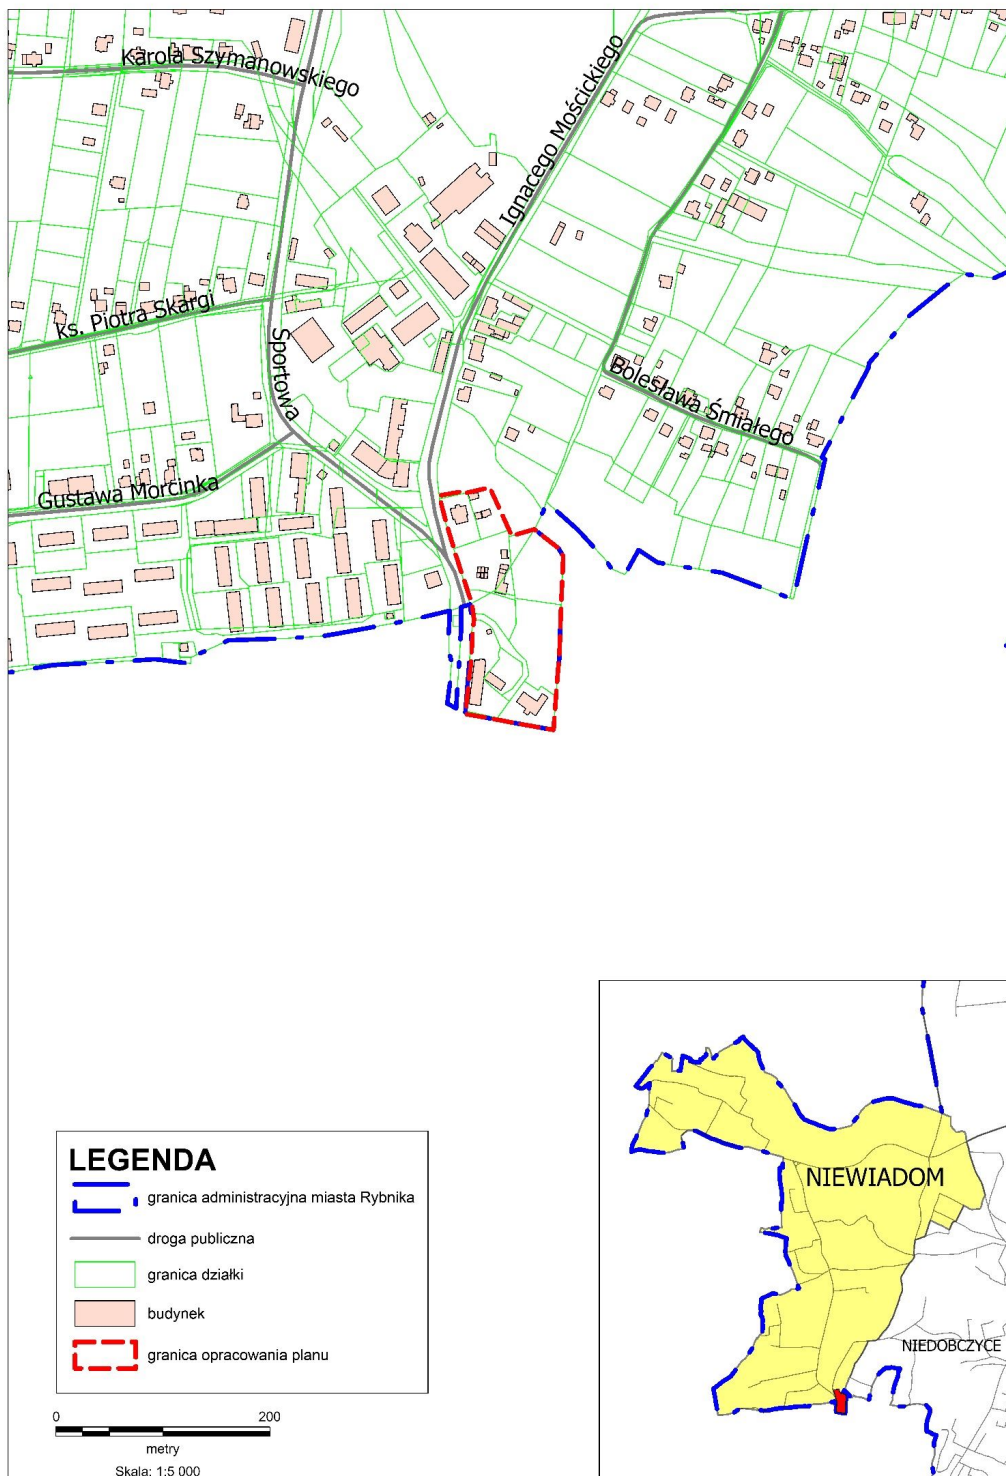 Karola Szymanowskiego
Ignacego Mościckiego
ks. Piotra Skargi
Sportowa
Bolesława Śmiałego
Gustawa Morcinka
LEGENDA
granica administracyjna miasta Rybnika
droga publiczna
granica działki
budynek
granica opracowania planu
0 200
metry
Skala: 1:5 000
NIEWIADOM
NIEDOBCZYCE